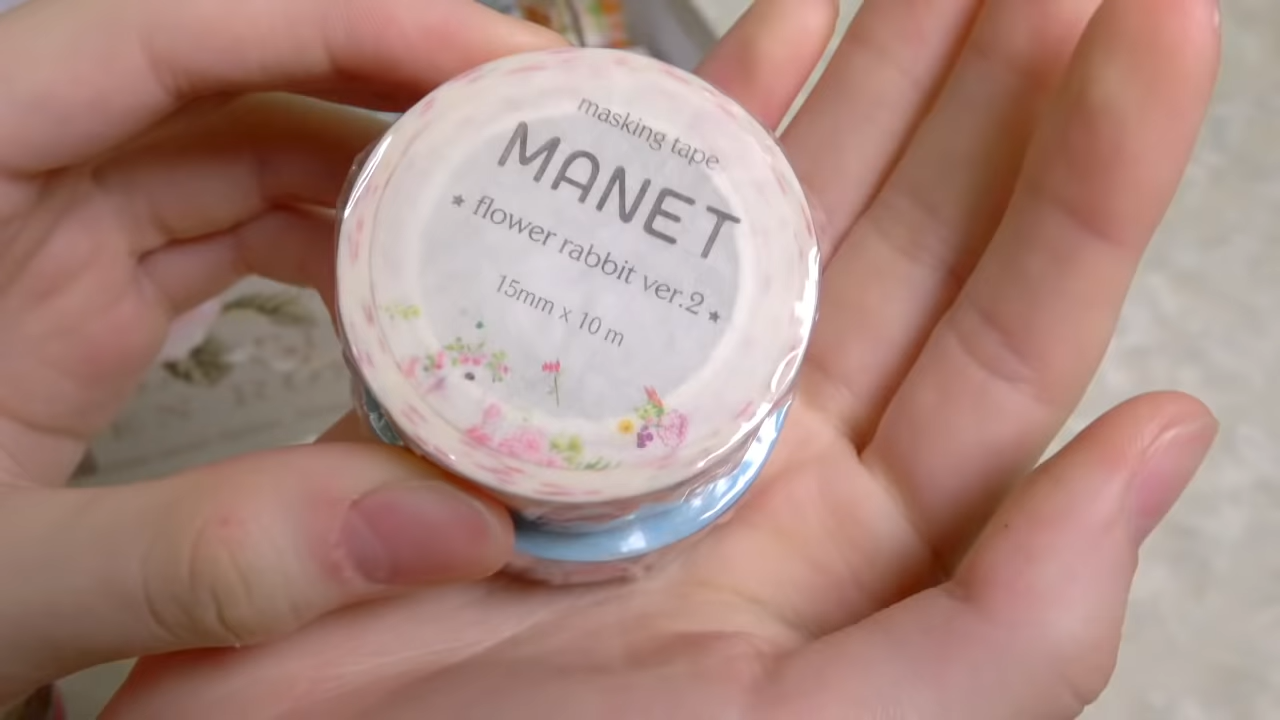 masking tape
MANET
★ flower rabbit ver.2 ★
15mm x 10 m